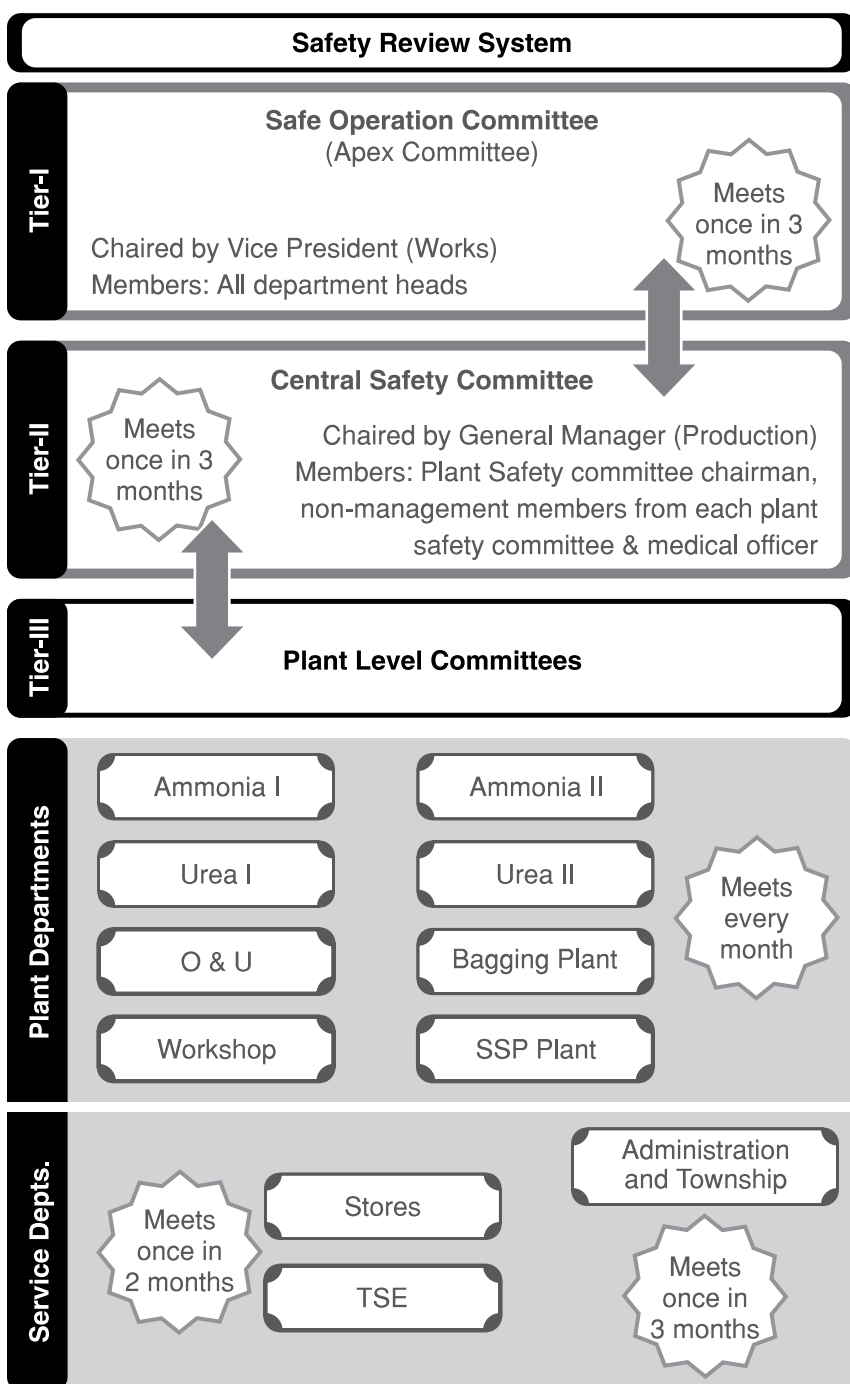 Safety Review System
Tier-I
Safe Operation Committee
(Apex Committee)
Meets
once in 3
months
Chaired by Vice President (Works)
Members: All department heads
Tier-II
Central Safety Committee
Meets
once in 3
months
Chaired by General Manager (Production)
Members: Plant Safety committee chairman,
non-management members from each plant
safety committee & medical officer
Tier-III
Plant Level Committees
Plant Departments
Ammonia I
Ammonia II
Urea I
Urea II
O & U
Bagging Plant
Workshop
SSP Plant
Meets
every
month
Service Depts.
Meets
once in
2 months
Stores
TSE
Administration
and Township
Meets
once in
3 months